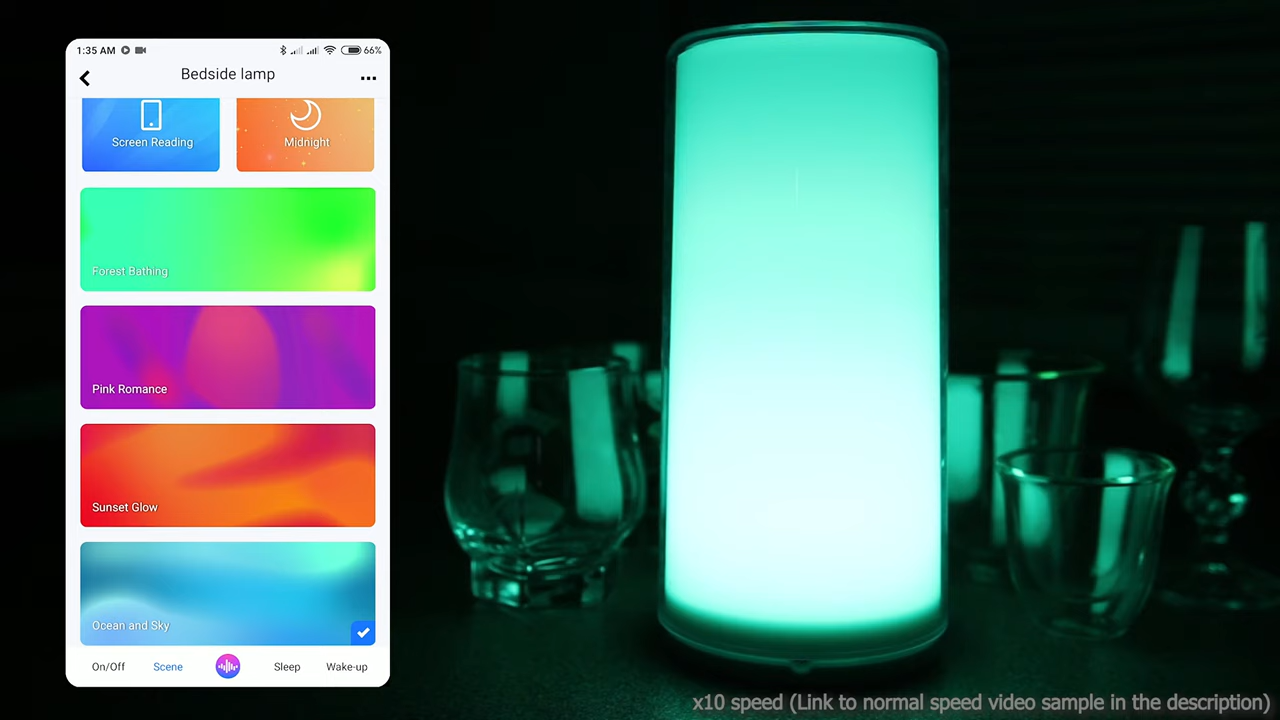 1:35 AM
66%
Bedside lamp
Screen Reading
Midnight
Forest Bathing
Pink Romance
Sunset Glow
Ocean and Sky
On/Off
Scene
Sleep
Wake-up
x10 speed (Link to normal speed video sample in the description)